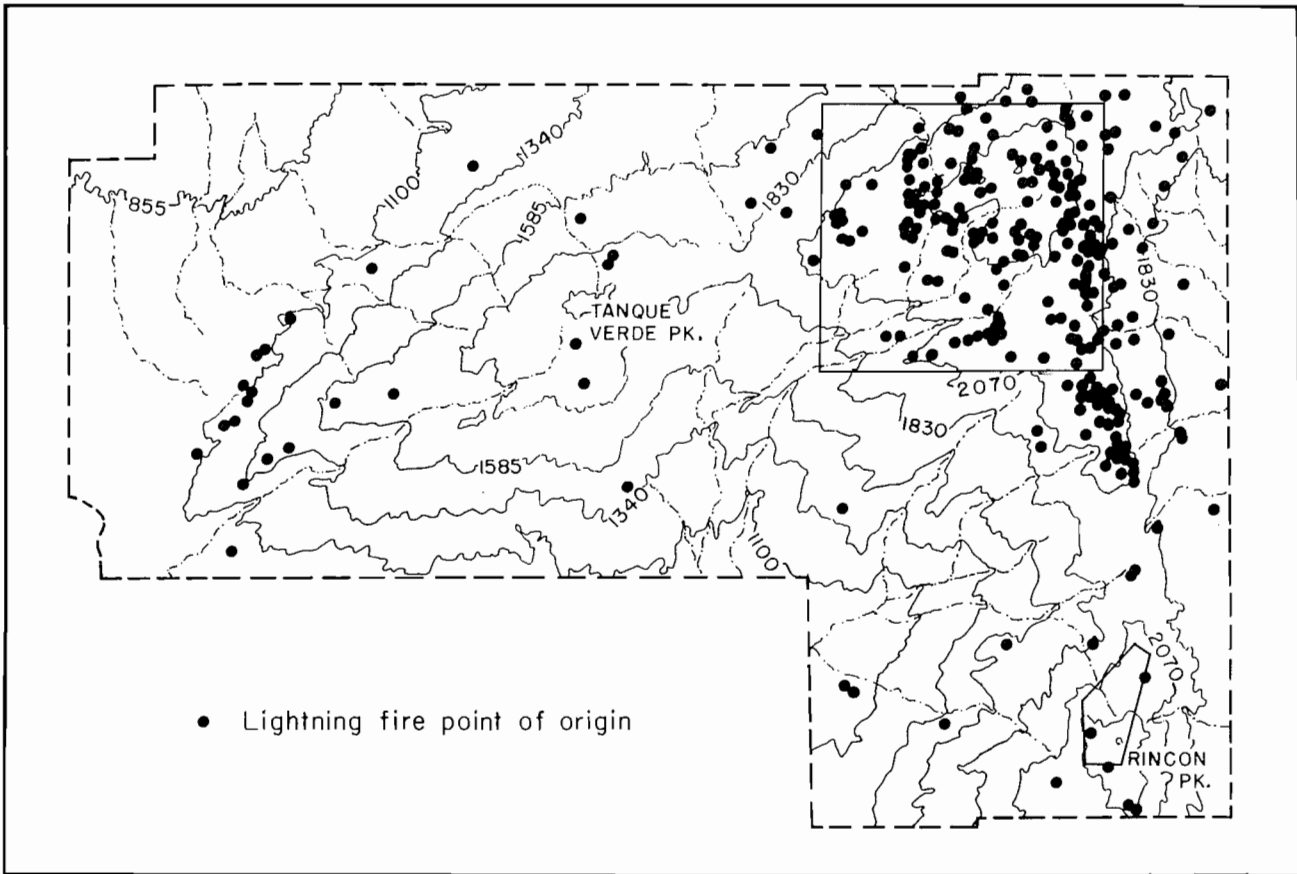 1340
1830
1100
855
1585
1830
TANQUE
VERDE PK.
2070
1830
1585
1340
1100
2070
● Lightning fire point of origin
RINCON
PK.